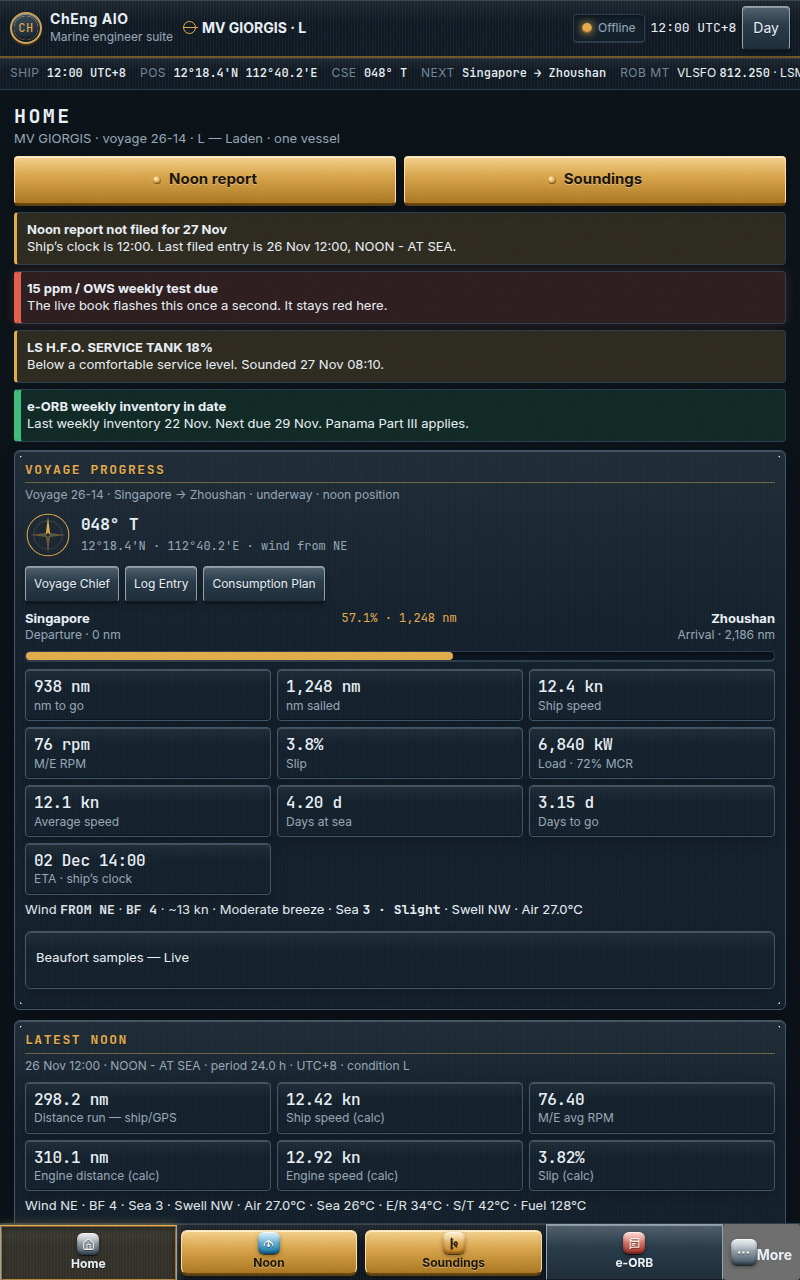 CH
ChEng AIO
Marine engineer suite
MV GIORGIS · L
Offline
12:00 UTC+8
Day
SHIP 12:00 UTC+8 POS 12°18.4'N 112°40.2'E CSE 048° T NEXT Singapore → Zhoushan ROB MT VLSFO 812.250 · LSM
HOME
MV GIORGIS · voyage 26-14 · L — Laden · one vessel
Noon report
Soundings
Noon report not filed for 27 Nov
Ship's clock is 12:00. Last filed entry is 26 Nov 12:00, NOON - AT SEA.
15 ppm / OWS weekly test due
The live book flashes this once a second. It stays red here.
LS H.F.O. SERVICE TANK 18%
Below a comfortable service level. Sounded 27 Nov 08:10.
e-ORB weekly inventory in date
Last weekly inventory 22 Nov. Next due 29 Nov. Panama Part III applies.
VOYAGE PROGRESS
Voyage 26-14 · Singapore → Zhoushan · underway · noon position
048° T
12°18.4'N · 112°40.2'E · wind from NE
Voyage Chief
Log Entry
Consumption Plan
Singapore
57.1% · 1,248 nm
Zhoushan
Departure · 0 nm
Arrival · 2,186 nm
938 nm
1,248 nm
12.4 kn
nm to go
nm sailed
Ship speed
76 rpm
3.8%
6,840 kW
M/E RPM
Slip
Load · 72% MCR
12.1 kn
4.20 d
3.15 d
Average speed
Days at sea
Days to go
02 Dec 14:00
ETA · ship's clock
Wind FROM NE · BF 4 · ~13 kn · Moderate breeze · Sea 3 · Slight · Swell NW · Air 27.0°C
Beaufort samples — Live
LATEST NOON
26 Nov 12:00 · NOON - AT SEA · period 24.0 h · UTC+8 · condition L
298.2 nm
12.42 kn
76.40
Distance run — ship/GPS
Ship speed (calc)
M/E avg RPM
310.1 nm
12.92 kn
3.82%
Engine distance (calc)
Engine speed (calc)
Slip (calc)
Wind NE · BF 4 · Sea 3 · Swell NW · Air 27.0°C · Sea 26°C · E/R 34°C · S/T 42°C · Fuel 128°C
Home
Noon
Soundings
e-ORB
More